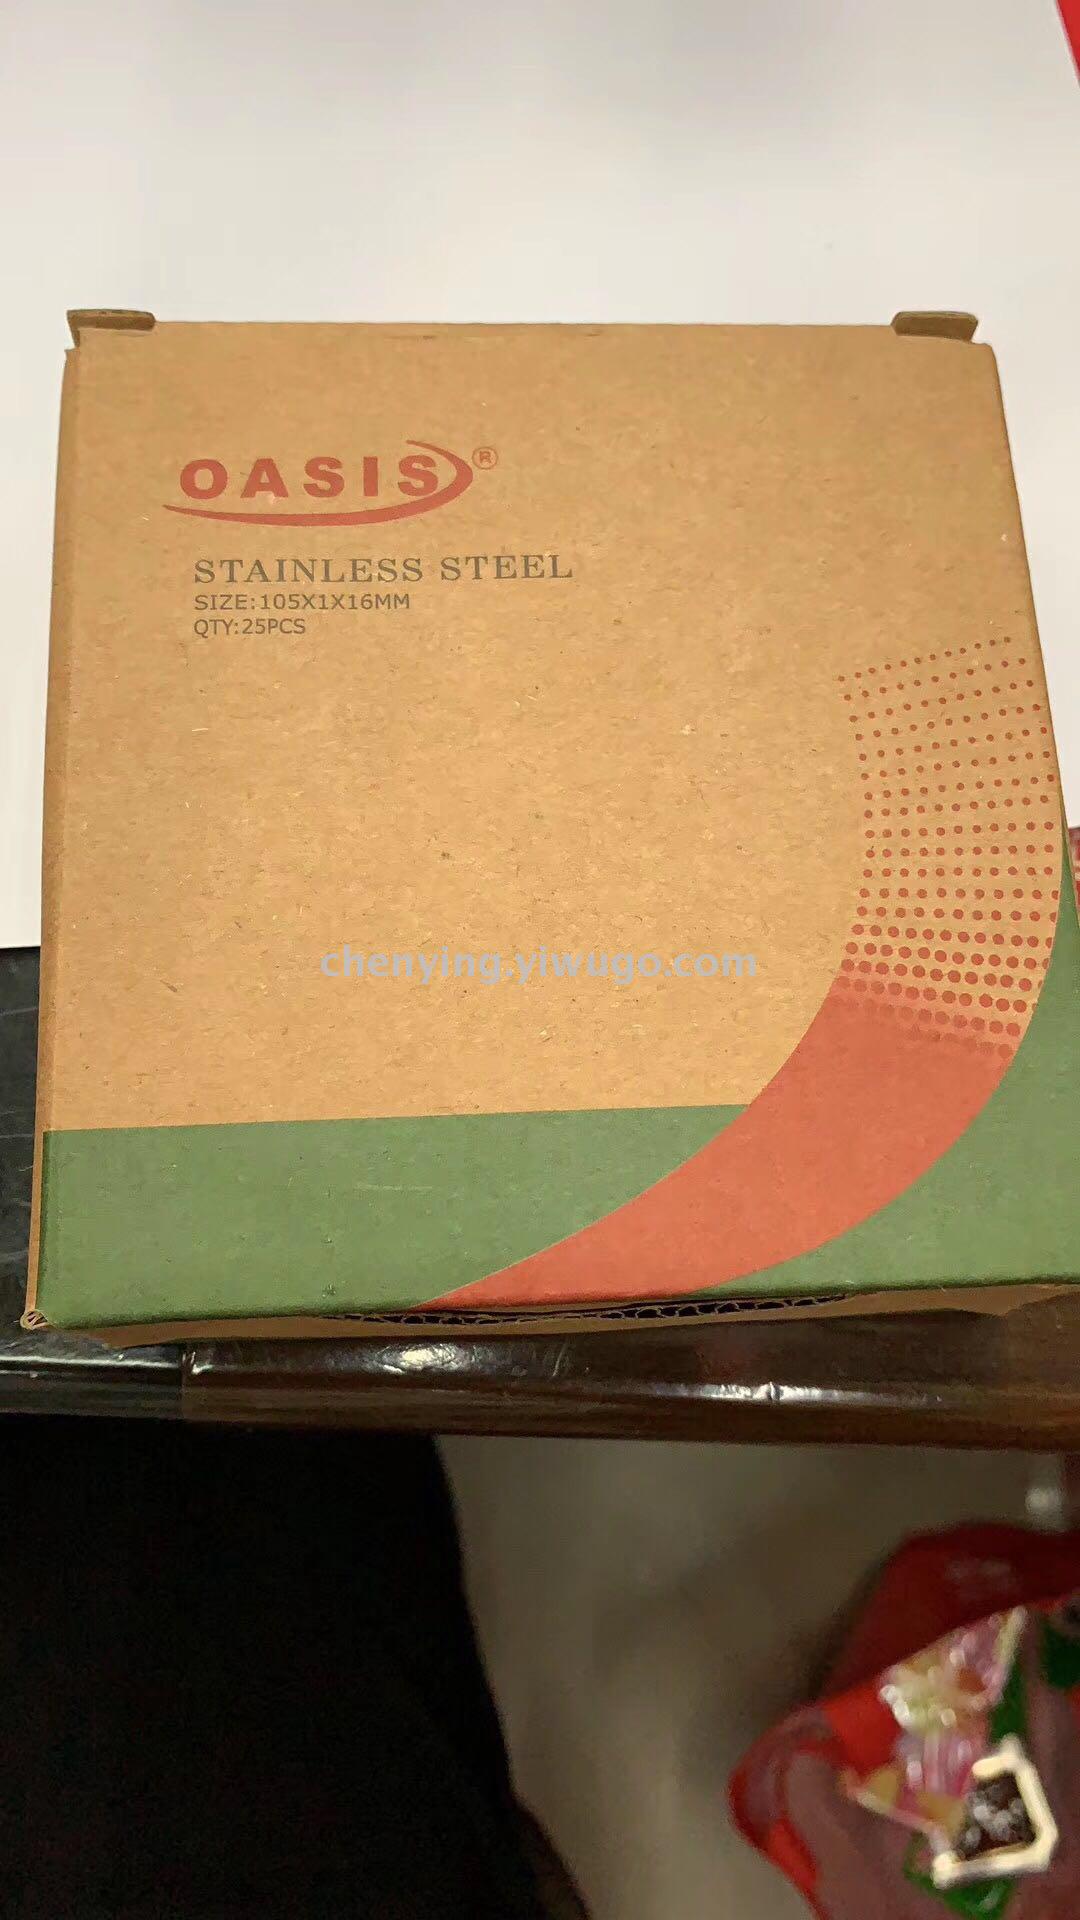 OASIS®
STAINLESS STEEL
SIZE:105X1X16MM
QTY:25PCS
chenying.yiwugo.com